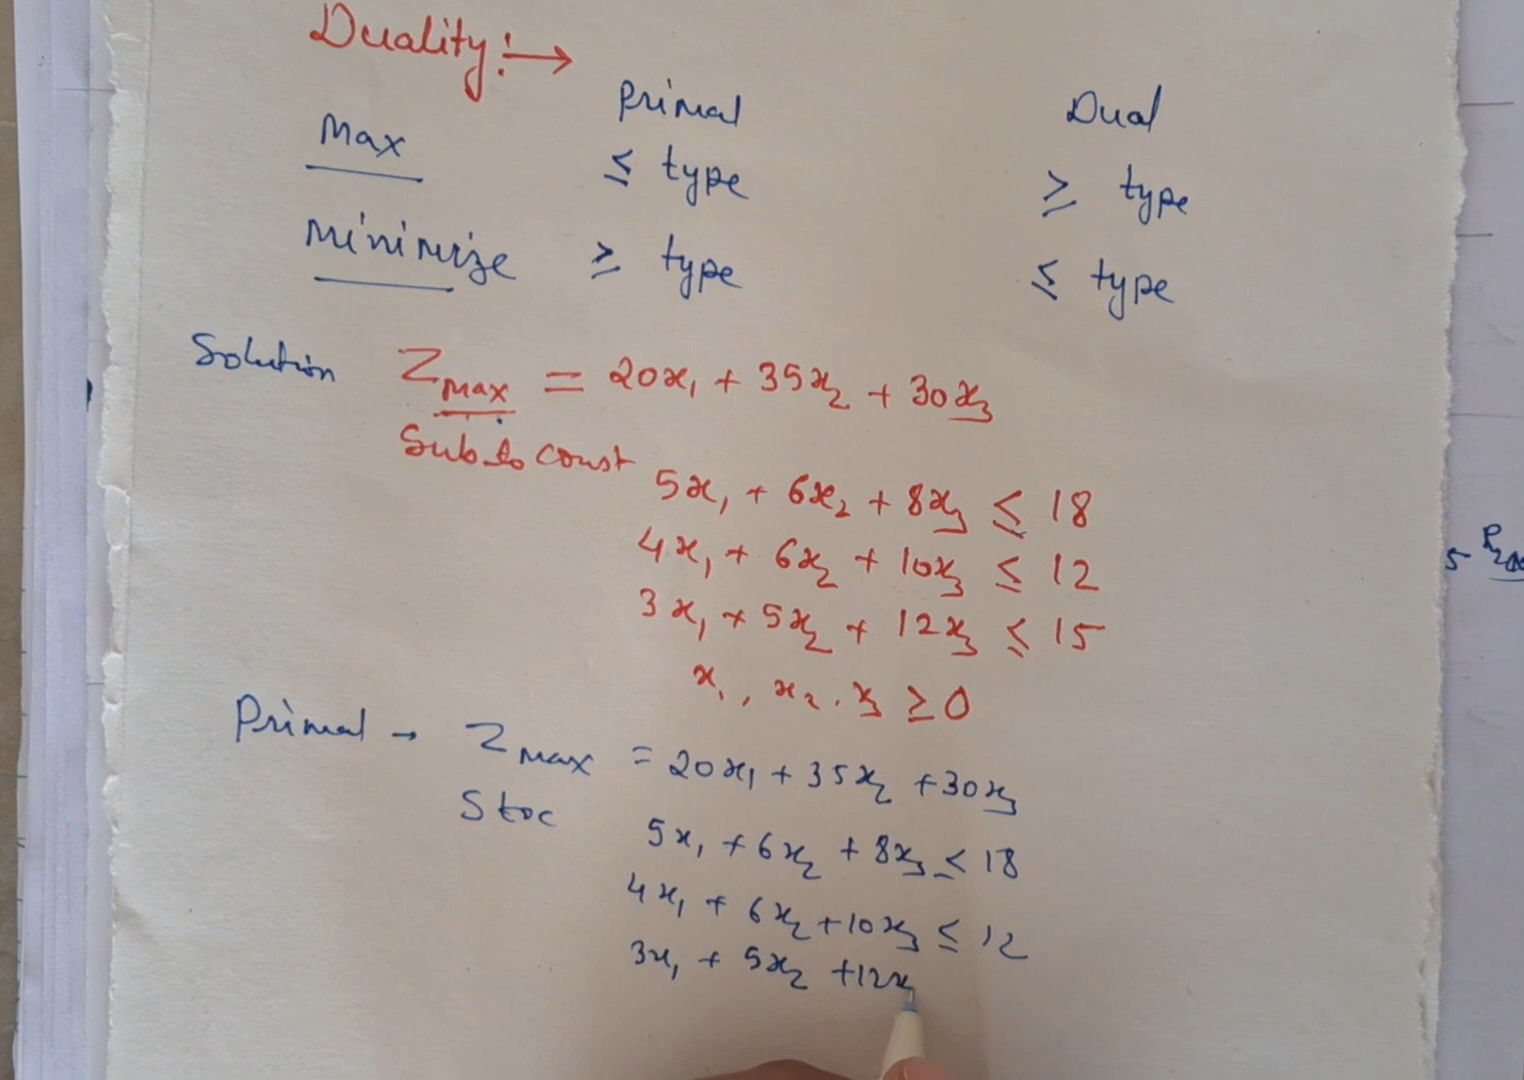 Duality:→
Primal Dual
Max ≤ type ≥ type
Minimize ≥ type ≤ type
Solution Zmax = 20x₁ + 35x₂ + 30x₃
Sub to const
5x₁ + 6x₂ + 8x₃ ≤ 18
4x₁ + 6x₂ + 10x₃ ≤ 12
3x₁ + 5x₂ + 12x₃ ≤ 15
x₁, x₂, x₃ ≥ 0
Primal → Zmax = 20x₁ + 35x₂ + 30x₃
Stoc
5x₁ + 6x₂ + 8x₃ ≤ 18
4x₁ + 6x₂ + 10x₃ ≤ 12
3x₁ + 5x₂ + 12x